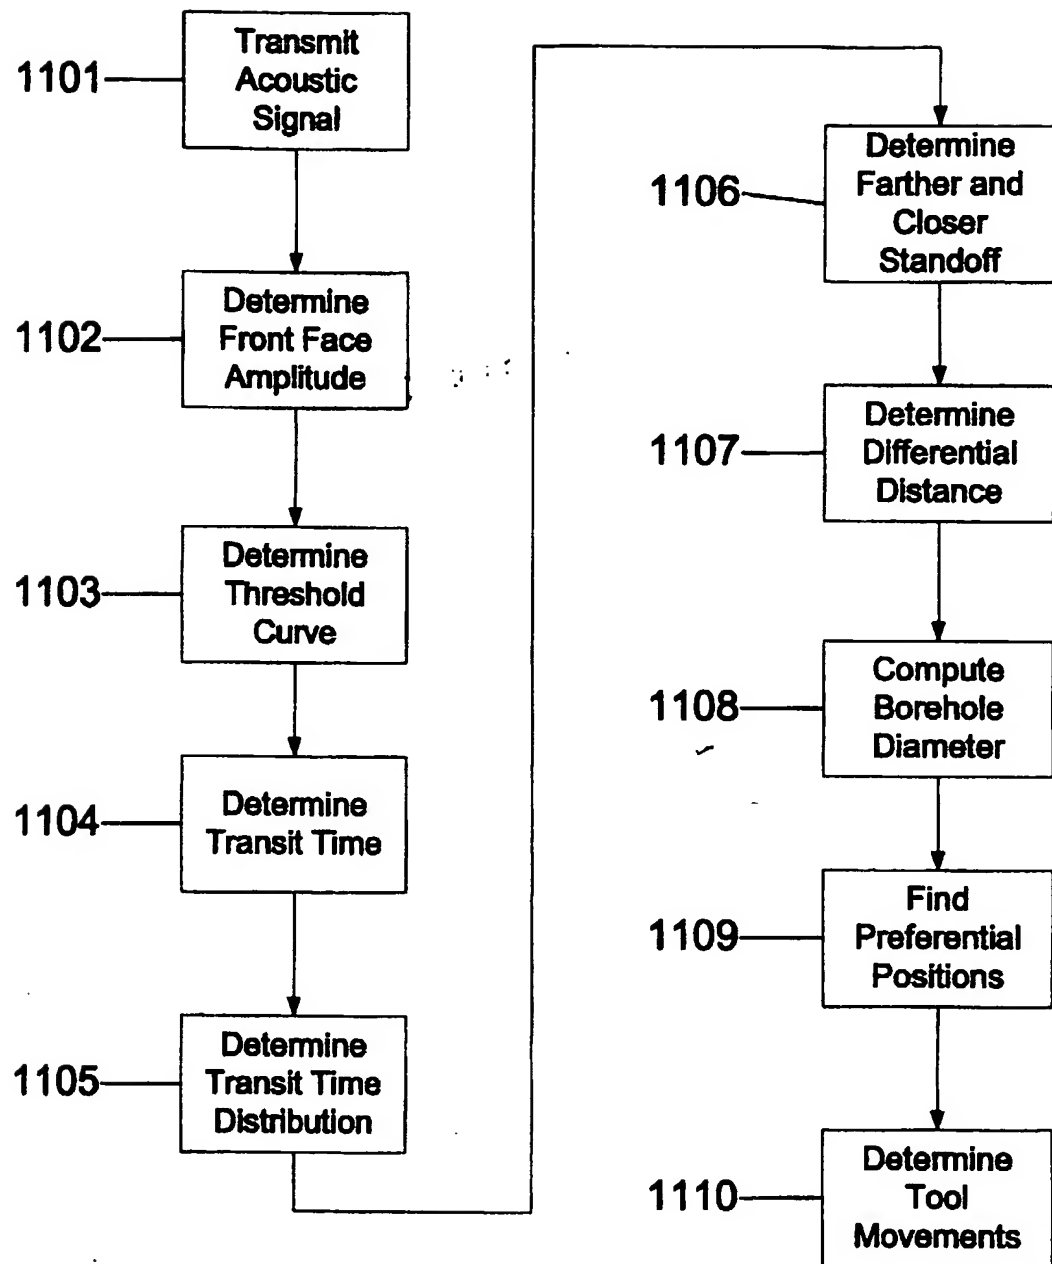 1101
Transmit
Acoustic
Signal
1102
Determine
Front Face
Amplitude
1103
Determine
Threshold
Curve
1104
Determine
Transit Time
1105
Determine
Transit Time
Distribution
1106
Determine
Farther and
Closer
Standoff
1107
Determine
Differential
Distance
1108
Compute
Borehole
Diameter
1109
Find
Preferential
Positions
1110
Determine
Tool
Movements